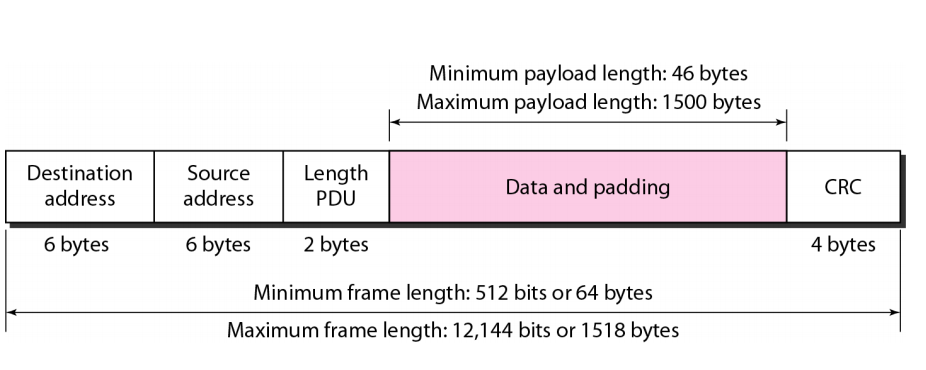 Minimum payload length: 46 bytes
Maximum payload length: 1500 bytes
Destination
address
Source
address
Length
PDU
Data and padding
CRC
6 bytes
6 bytes
2 bytes
4 bytes
Minimum frame length: 512 bits or 64 bytes
Maximum frame length: 12,144 bits or 1518 bytes